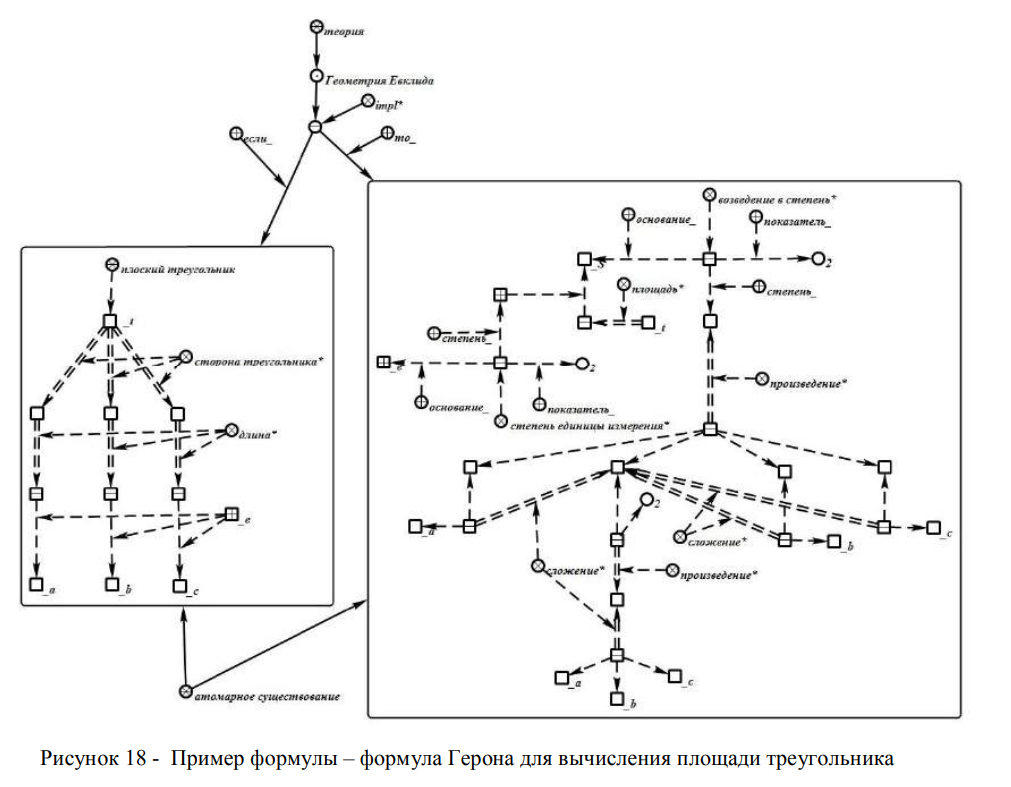 теория
Геометрия Евклида
impl*
если_
то_
возведение в степень*
основание_
показатель_
_S
2
плоский треугольник
площадь*
степень_
_t
_t
степень_
сторона треугольника*
_e
2
произведение*
основание_
показатель_
степень единицы измерения*
длина*
2
_e
_a
_c
сложение*
_b
сложение*
произведение*
_a
_b
_c
_a
_c
_b
атомарное существование
Рисунок 18 - Пример формулы – формула Герона для вычисления площади треугольника